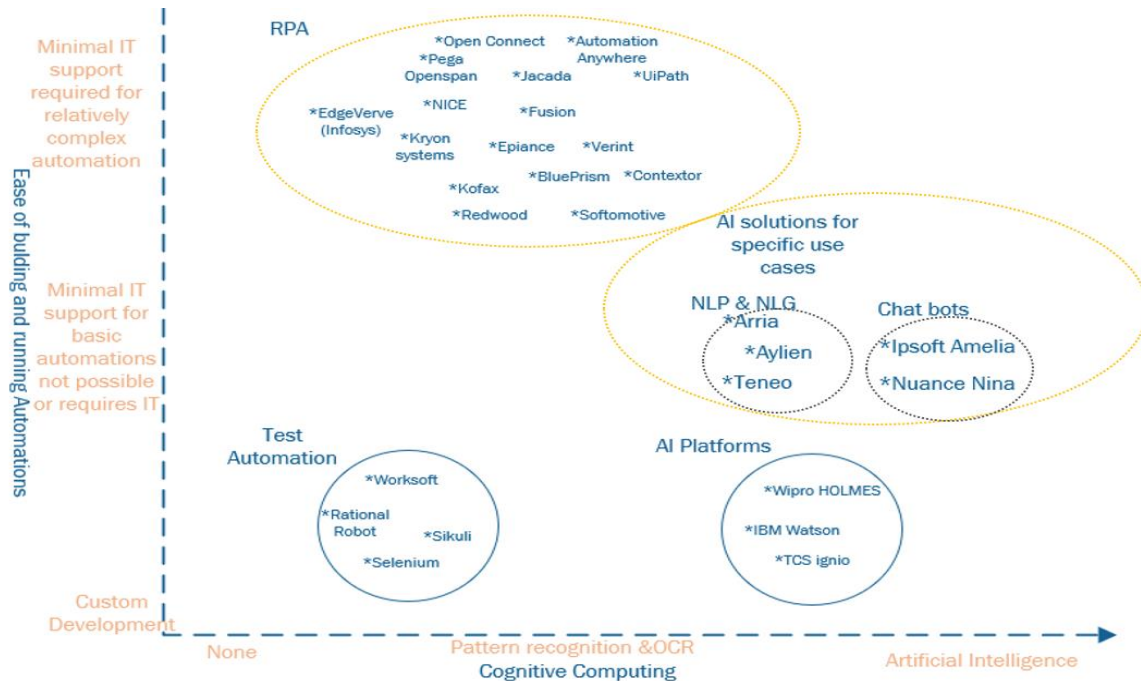 RPA
*Open Connect
*Automation
Anywhere
*Pega
Openspan
*Jacada
*UiPath
*EdgeVerve
(Infosys)
*NICE
*Fusion
*Kryon
systems
*Epiance
*Verint
*BluePrism
*Contextor
*Kofax
*Redwood
*Softomotive
AI solutions for
specific use
cases
NLP & NLG
*Arria
*Aylien
*Teneo
Chat bots
*Ipsoft Amelia
*Nuance Nina
Test
Automation
*Worksoft
*Rational
Robot
*Sikuli
*Selenium
AI Platforms
*Wipro HOLMES
*IBM Watson
*TCS ignio
Ease of bulding and running Automations
Minimal IT
support
required for
relatively
complex
automation
Minimal IT
support for
basic
automations
not possible
or requires IT
Custom
Development
None
Pattern recognition &OCR
Artificial Intelligence
Cognitive Computing